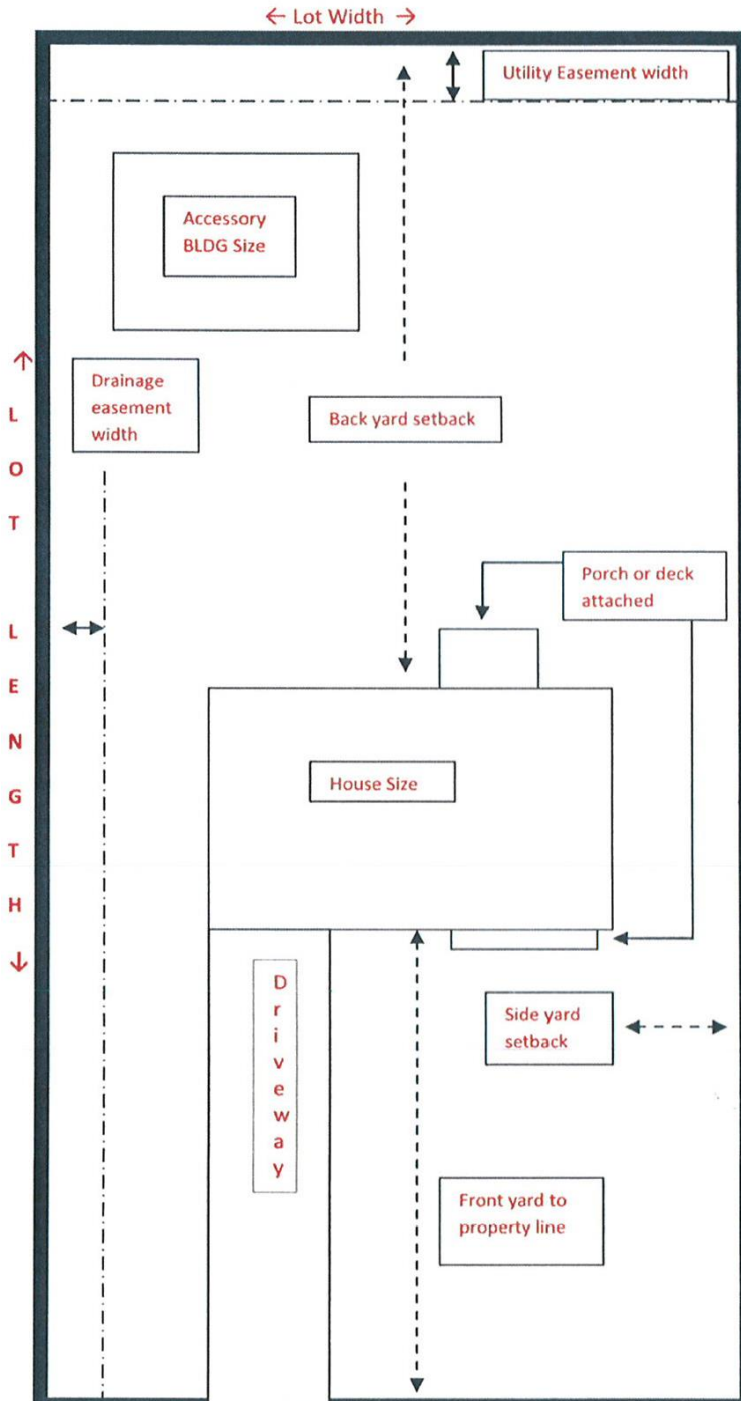 ← Lot Width →
Utility Easement width
Accessory
BLDG Size
Drainage
easement
width
Back yard setback
↑
L
O
T
L
E
N
G
T
H
↓
Porch or deck
attached
House Size
D
r
i
v
e
w
a
y
Side yard
setback
Front yard to
property line